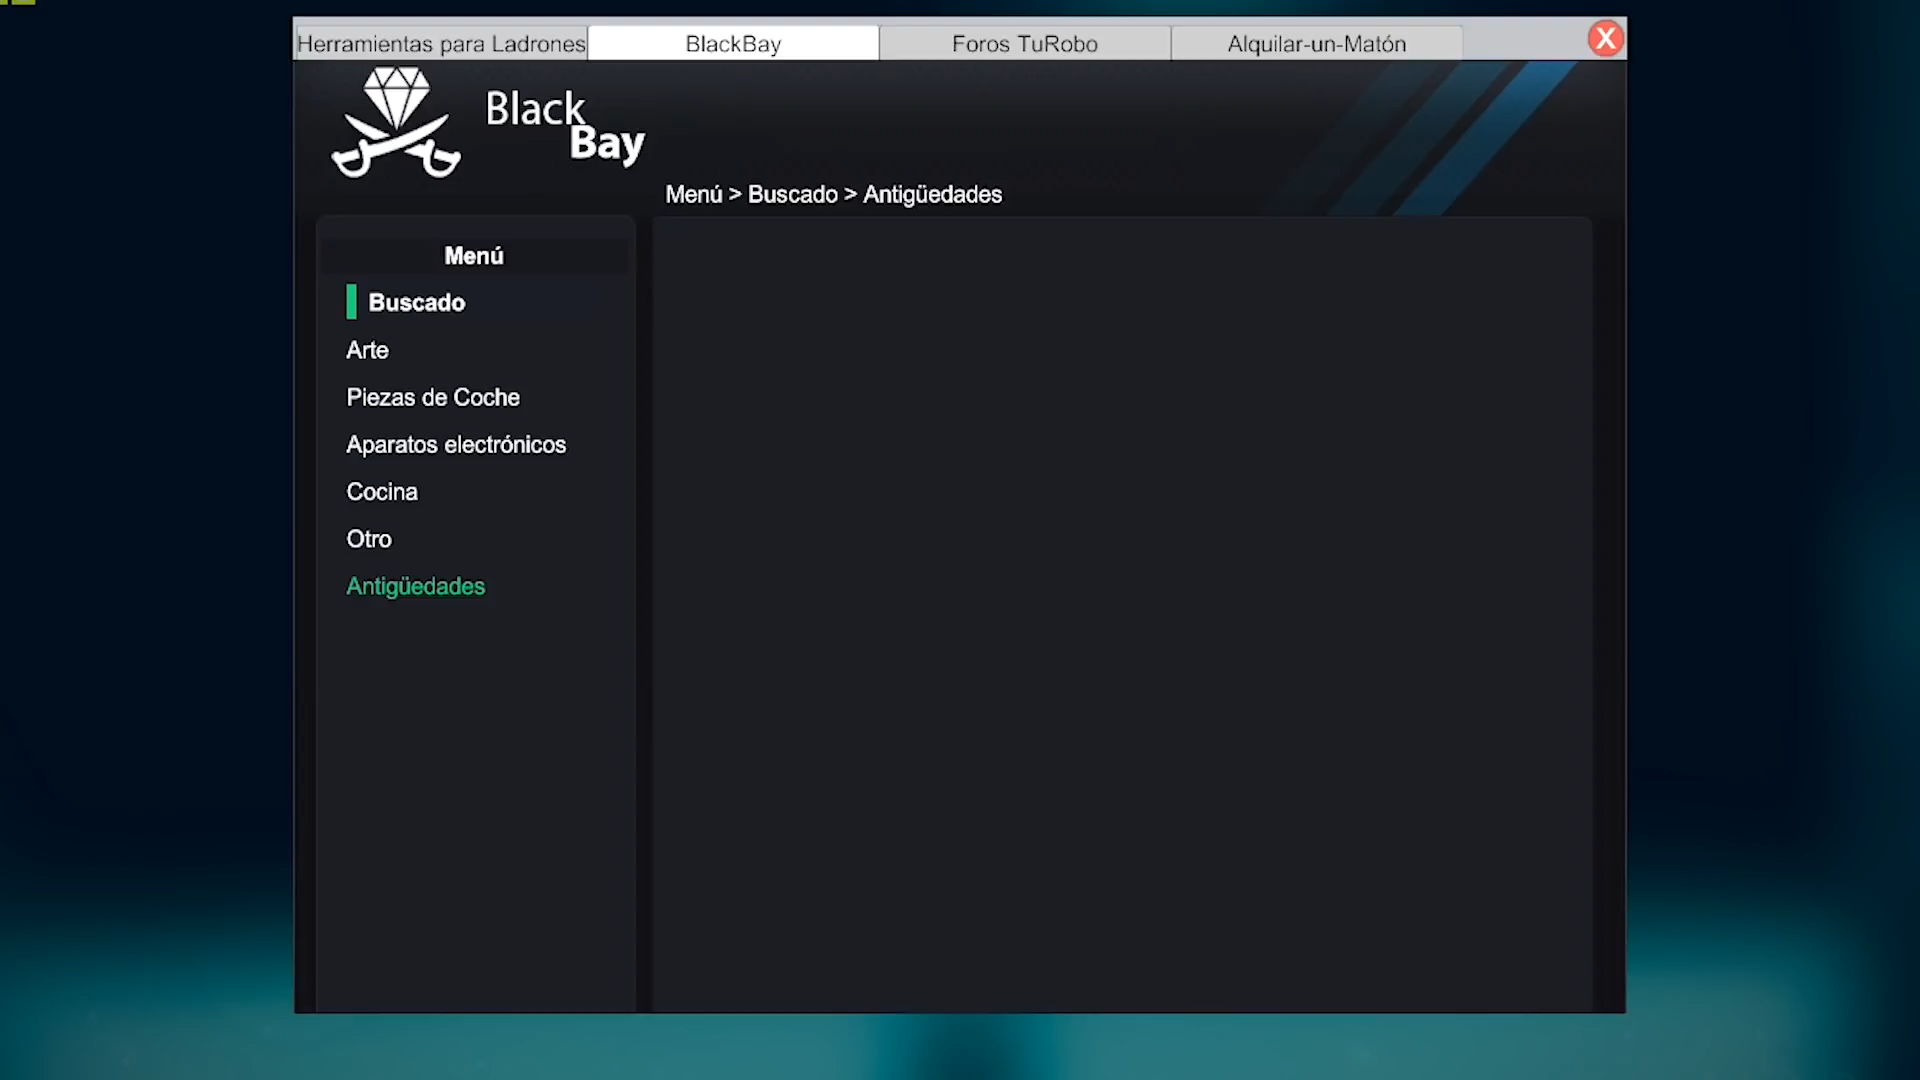 Herramientas para Ladrones
BlackBay
Foros TuRobo
Alquilar-un-Matón
X
Black
Bay
Menú > Buscado > Antigüedades
Menú
Buscado
Arte
Piezas de Coche
Aparatos electrónicos
Cocina
Otro
Antigüedades